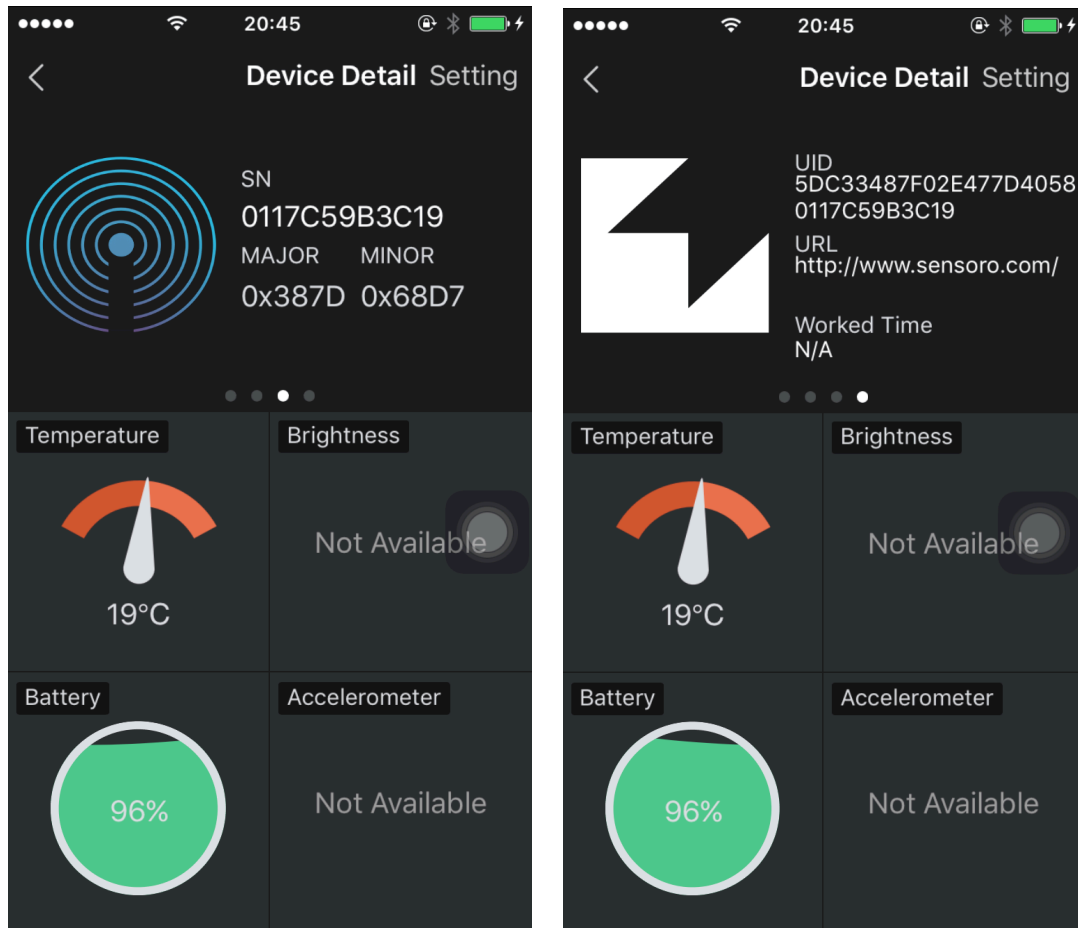 20:45
Device Detail Setting
SN
0117C59B3C19
MAJOR MINOR
0x387D 0x68D7
Temperature Brightness
Not Available
19°C
Battery Accelerometer
96% Not Available
20:45
Device Detail Setting
UID
5DC33487F02E477D4058
0117C59B3C19
URL
http://www.sensoro.com/
Worked Time
N/A
Temperature Brightness
Not Available
19°C
Battery Accelerometer
96% Not Available